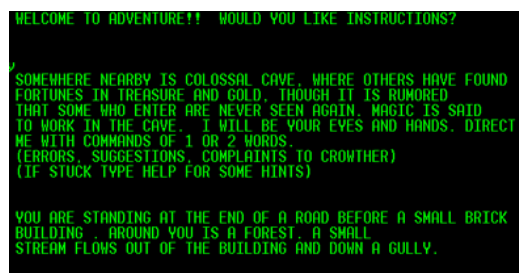 WELCOME TO ADVENTURE!!  WOULD YOU LIKE INSTRUCTIONS?
SOMEWHERE NEARBY IS COLOSSAL CAVE, WHERE OTHERS HAVE FOUND
FORTUNES IN TREASURE AND GOLD, THOUGH IT IS RUMORED
THAT SOME WHO ENTER ARE NEVER SEEN AGAIN. MAGIC IS SAID
TO WORK IN THE CAVE.  I WILL BE YOUR EYES AND HANDS. DIRECT
ME WITH COMMANDS OF 1 OR 2 WORDS.
(ERRORS, SUGGESTIONS, COMPLAINTS TO CROWTHER)
(IF STUCK TYPE HELP FOR SOME HINTS)
YOU ARE STANDING AT THE END OF A ROAD BEFORE A SMALL BRICK
BUILDING . AROUND YOU IS A FOREST. A SMALL
STREAM FLOWS OUT OF THE BUILDING AND DOWN A GULLY.